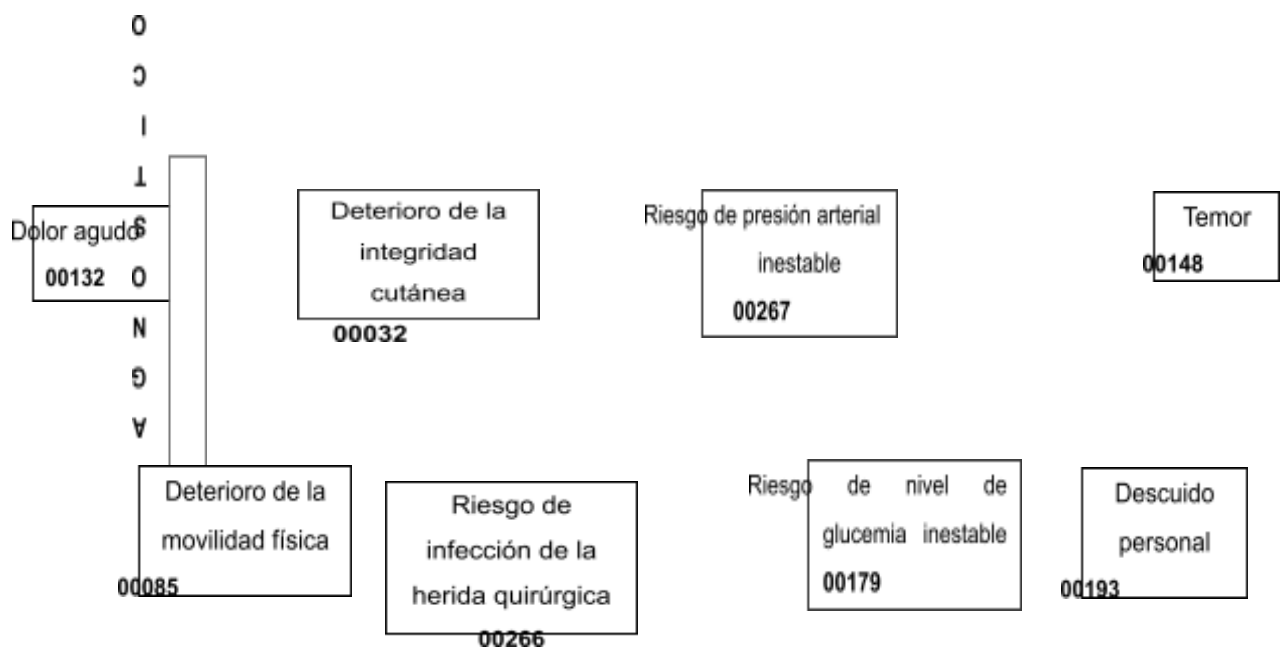 O
C
I
T
S
O
N
G
A
Dolor agudo
00132
Deterioro de la
integridad
cutánea
00032
Riesgo de presión arterial
inestable
00267
Temor
00148
Deterioro de la
movilidad física
00085
Riesgo de
infección de la
herida quirúrgica
00266
Riesgo de nivel de
glucemia inestable
00179
Descuido
personal
00193